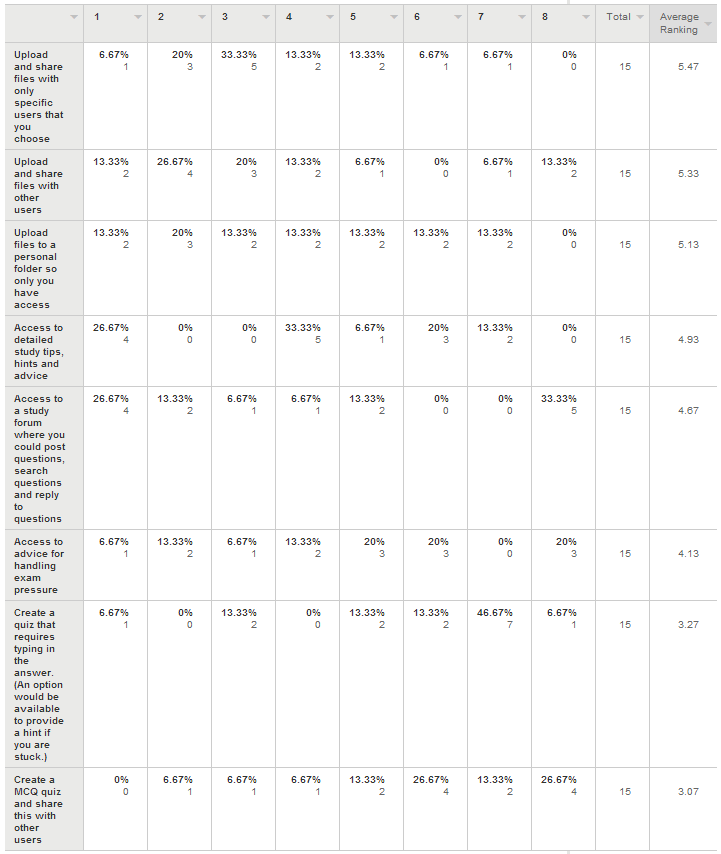 1 2 3 4 5 6 7 8 Total Average
Ranking
Upload 6.67% 20% 33.33% 13.33% 13.33% 6.67% 6.67% 0%
and share 1 3 5 2 2 1 1 0 15 5.47
files with
only
specific
users that
you
choose
Upload 13.33% 26.67% 20% 13.33% 6.67% 0% 6.67% 13.33%
and share 2 4 3 2 1 0 1 2 15 5.33
files with
other
users
Upload 13.33% 20% 13.33% 13.33% 13.33% 13.33% 13.33% 0%
files to a 2 3 2 2 2 2 2 0 15 5.13
personal
folder so
only you
have
access
Access to 26.67% 0% 0% 33.33% 6.67% 20% 13.33% 0%
detailed 4 0 0 5 1 3 2 0 15 4.93
study tips,
hints and
advice
Access to 26.67% 13.33% 6.67% 6.67% 13.33% 0% 0% 33.33%
a study 4 2 1 1 2 0 0 5 15 4.67
forum
where you
could post
questions,
search
questions
and reply
to
questions
Access to 6.67% 13.33% 6.67% 13.33% 20% 20% 0% 20%
advice for 1 2 1 2 3 3 0 3 15 4.13
handling
exam
pressure
Create a 6.67% 0% 13.33% 0% 13.33% 13.33% 46.67% 6.67%
quiz that 1 0 2 0 2 2 7 1 15 3.27
requires
typing in
the
answer.
(An option
would be
available
to provide
a hint if
you are
stuck.)
Create a 0% 6.67% 6.67% 6.67% 13.33% 26.67% 13.33% 26.67%
MCQ quiz 0 1 1 1 2 4 2 4 15 3.07
and share
this with
other
users